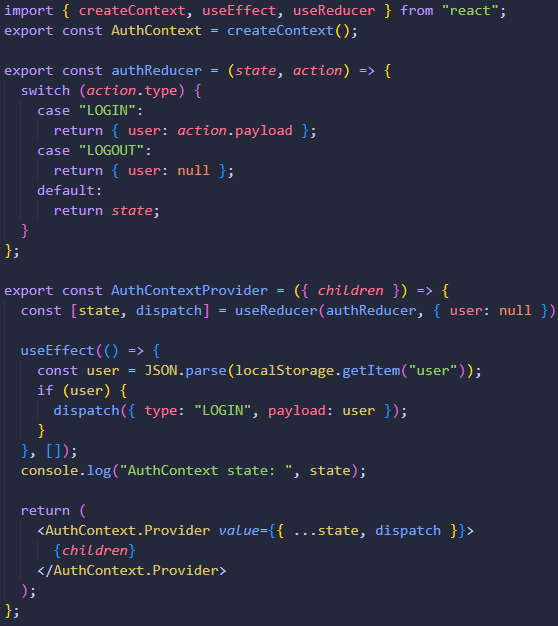 import { createContext, useEffect, useReducer } from "react";
export const AuthContext = createContext();

export const authReducer = (state, action) => {
  switch (action.type) {
    case "LOGIN":
      return { user: action.payload };
    case "LOGOUT":
      return { user: null };
    default:
      return state;
  }
};

export const AuthContextProvider = ({ children }) => {
  const [state, dispatch] = useReducer(authReducer, { user: null })

  useEffect(() => {
    const user = JSON.parse(localStorage.getItem("user"));
    if (user) {
      dispatch({ type: "LOGIN", payload: user });
    }
  }, []);
  console.log("AuthContext state: ", state);

  return (
    <AuthContext.Provider value={{ ...state, dispatch }}>
      {children}
    </AuthContext.Provider>
  );
};